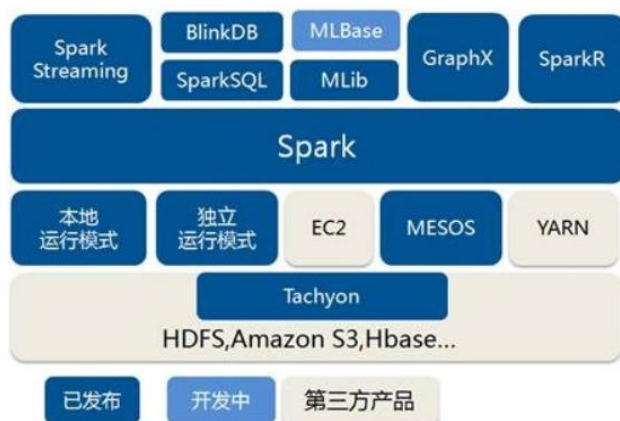 Spark
Streaming
BlinkDB
MLBase
GraphX
SparkR
SparkSQL
MLib
Spark
本地
运行模式
独立
运行模式
EC2
MESOS
YARN
Tachyon
HDFS,Amazon S3,Hbase...
已发布
开发中
第三方产品